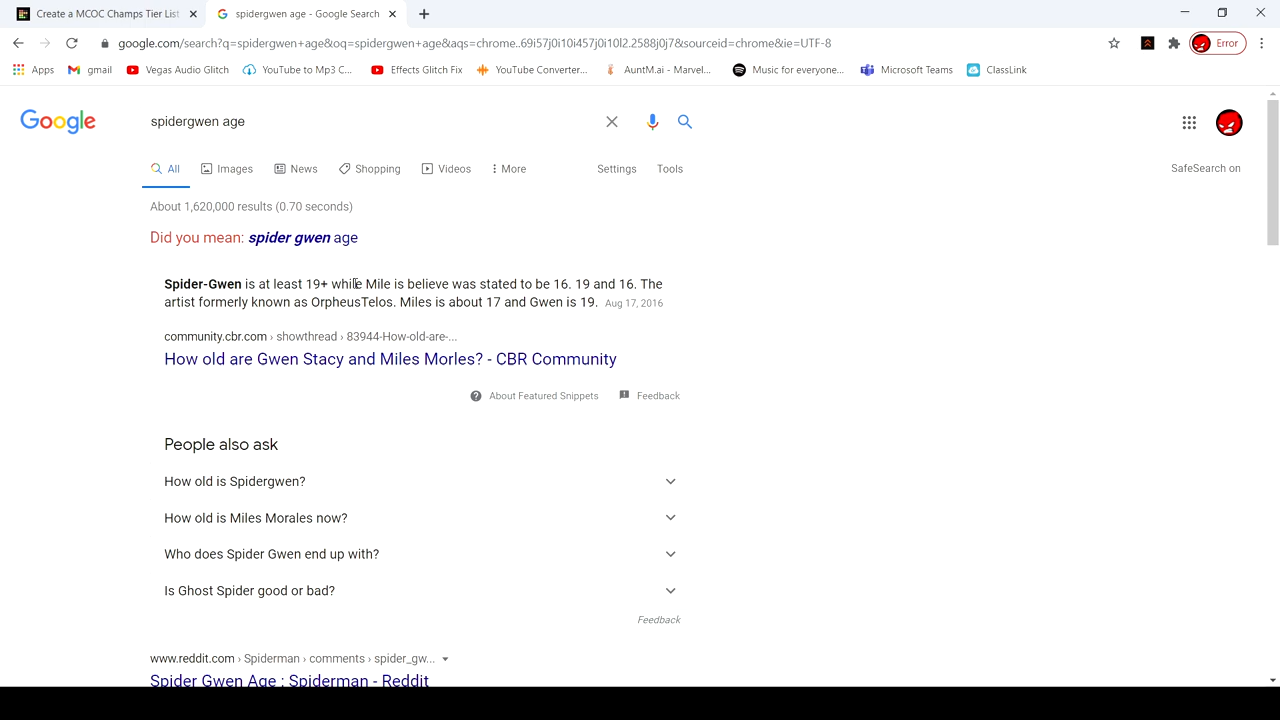 Create a MCOC Champs Tier List
spidergwen age - Google Search
google.com/search?q=spidergwen+age&oq=spidergwen+age&aqs=chrome..69i57j0i10i457j0i10l2.2588j0j7&sourceid=chrome&ie=UTF-8
Error
Apps
gmail
Vegas Audio Glitch
YouTube to Mp3 C...
Effects Glitch Fix
YouTube Converter...
AuntM.ai - Marvel...
Music for everyone...
Microsoft Teams
ClassLink
Google
spidergwen age
All
Images
News
Shopping
Videos
More
Settings
Tools
SafeSearch on
About 1,620,000 results (0.70 seconds)
Did you mean: spider gwen age
Spider-Gwen is at least 19+ while Mile is believe was stated to be 16. 19 and 16. The
artist formerly known as OrpheusTelos. Miles is about 17 and Gwen is 19. Aug 17, 2016
community.cbr.com › showthread › 83944-How-old-are-...
How old are Gwen Stacy and Miles Morles? - CBR Community
About Featured Snippets
Feedback
People also ask
How old is Spidergwen?
How old is Miles Morales now?
Who does Spider Gwen end up with?
Is Ghost Spider good or bad?
Feedback
www.reddit.com › Spiderman › comments › spider_gw...
Spider Gwen Age : Spiderman - Reddit